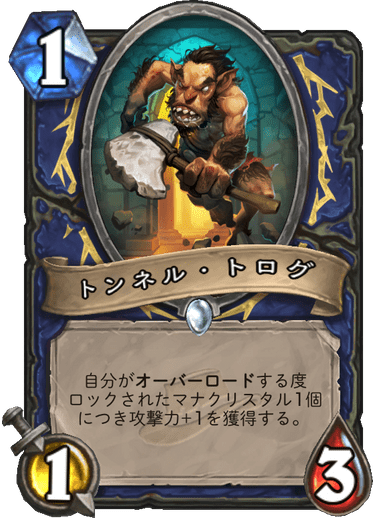 1
トンネル・トログ
自分がオーバーロードする度
ロックされたマナクリスタル1個
につき攻撃力+1を獲得する。
1
3